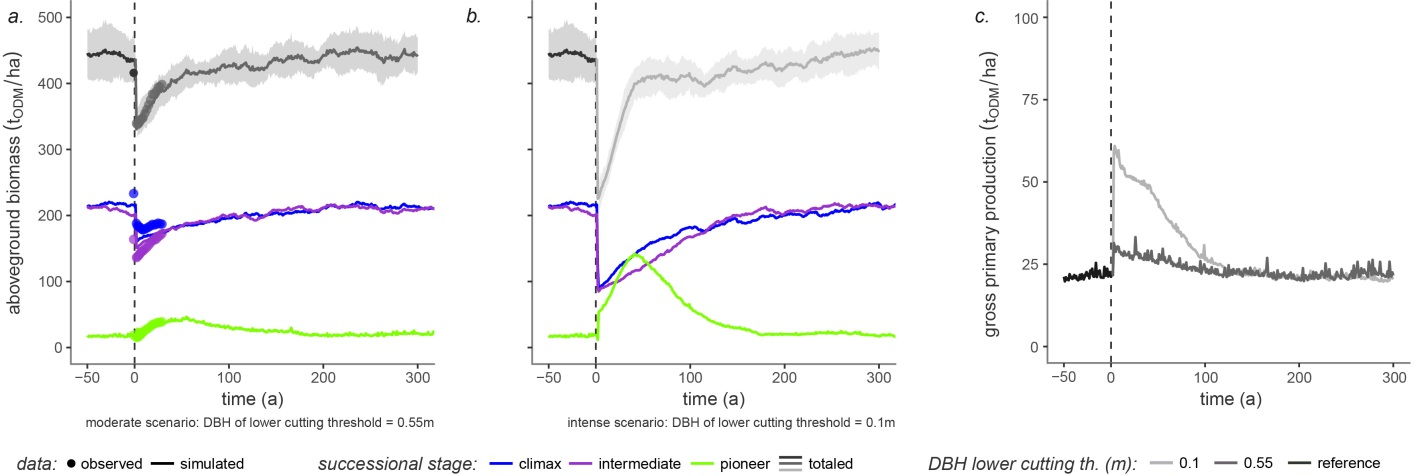 a.
aboveground biomass (tODM/ha)
500
400
300
200
100
0
−50 0 100 200 300
time (a)
moderate scenario: DBH of lower cutting threshold = 0.55m
b.
−50 0 100 200 300
time (a)
intense scenario: DBH of lower cutting threshold = 0.1m
c.
gross primary production (tODM/ha)
100
75
50
25
0
−50 0 100 200 300
time (a)
data: observed simulated
successional stage: climax intermediate pioneer totaled
DBH lower cutting th. (m): 0.1 0.55 reference